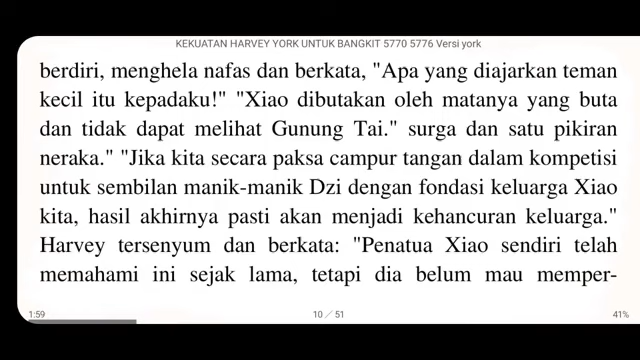 KEKUATAN HARVEY YORK UNTUK BANGKIT 5770 5776 Versi york
berdiri, menghela nafas dan berkata, "Apa yang diajarkan teman
kecil itu kepadaku!" "Xiao dibutakan oleh matanya yang buta
dan tidak dapat melihat Gunung Tai." surga dan satu pikiran
neraka." "Jika kita secara paksa campur tangan dalam kompetisi
untuk sembilan manik-manik Dzi dengan fondasi keluarga Xiao
kita, hasil akhirnya pasti akan menjadi kehancuran keluarga."
Harvey tersenyum dan berkata: "Penatua Xiao sendiri telah
memahami ini sejak lama, tetapi dia belum mau memper-
1:59 10 / 51 41%